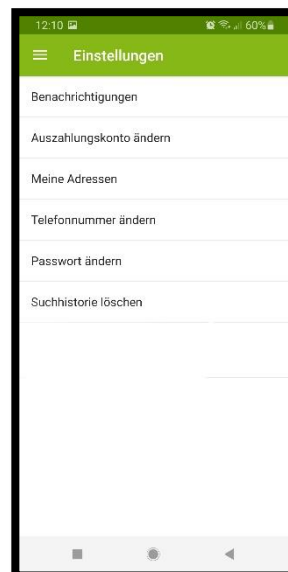 12:10 60%
Einstellungen
Benachrichtigungen
Auszahlungskonto ändern
Meine Adressen
Telefonnummer ändern
Passwort ändern
Suchhistorie löschen